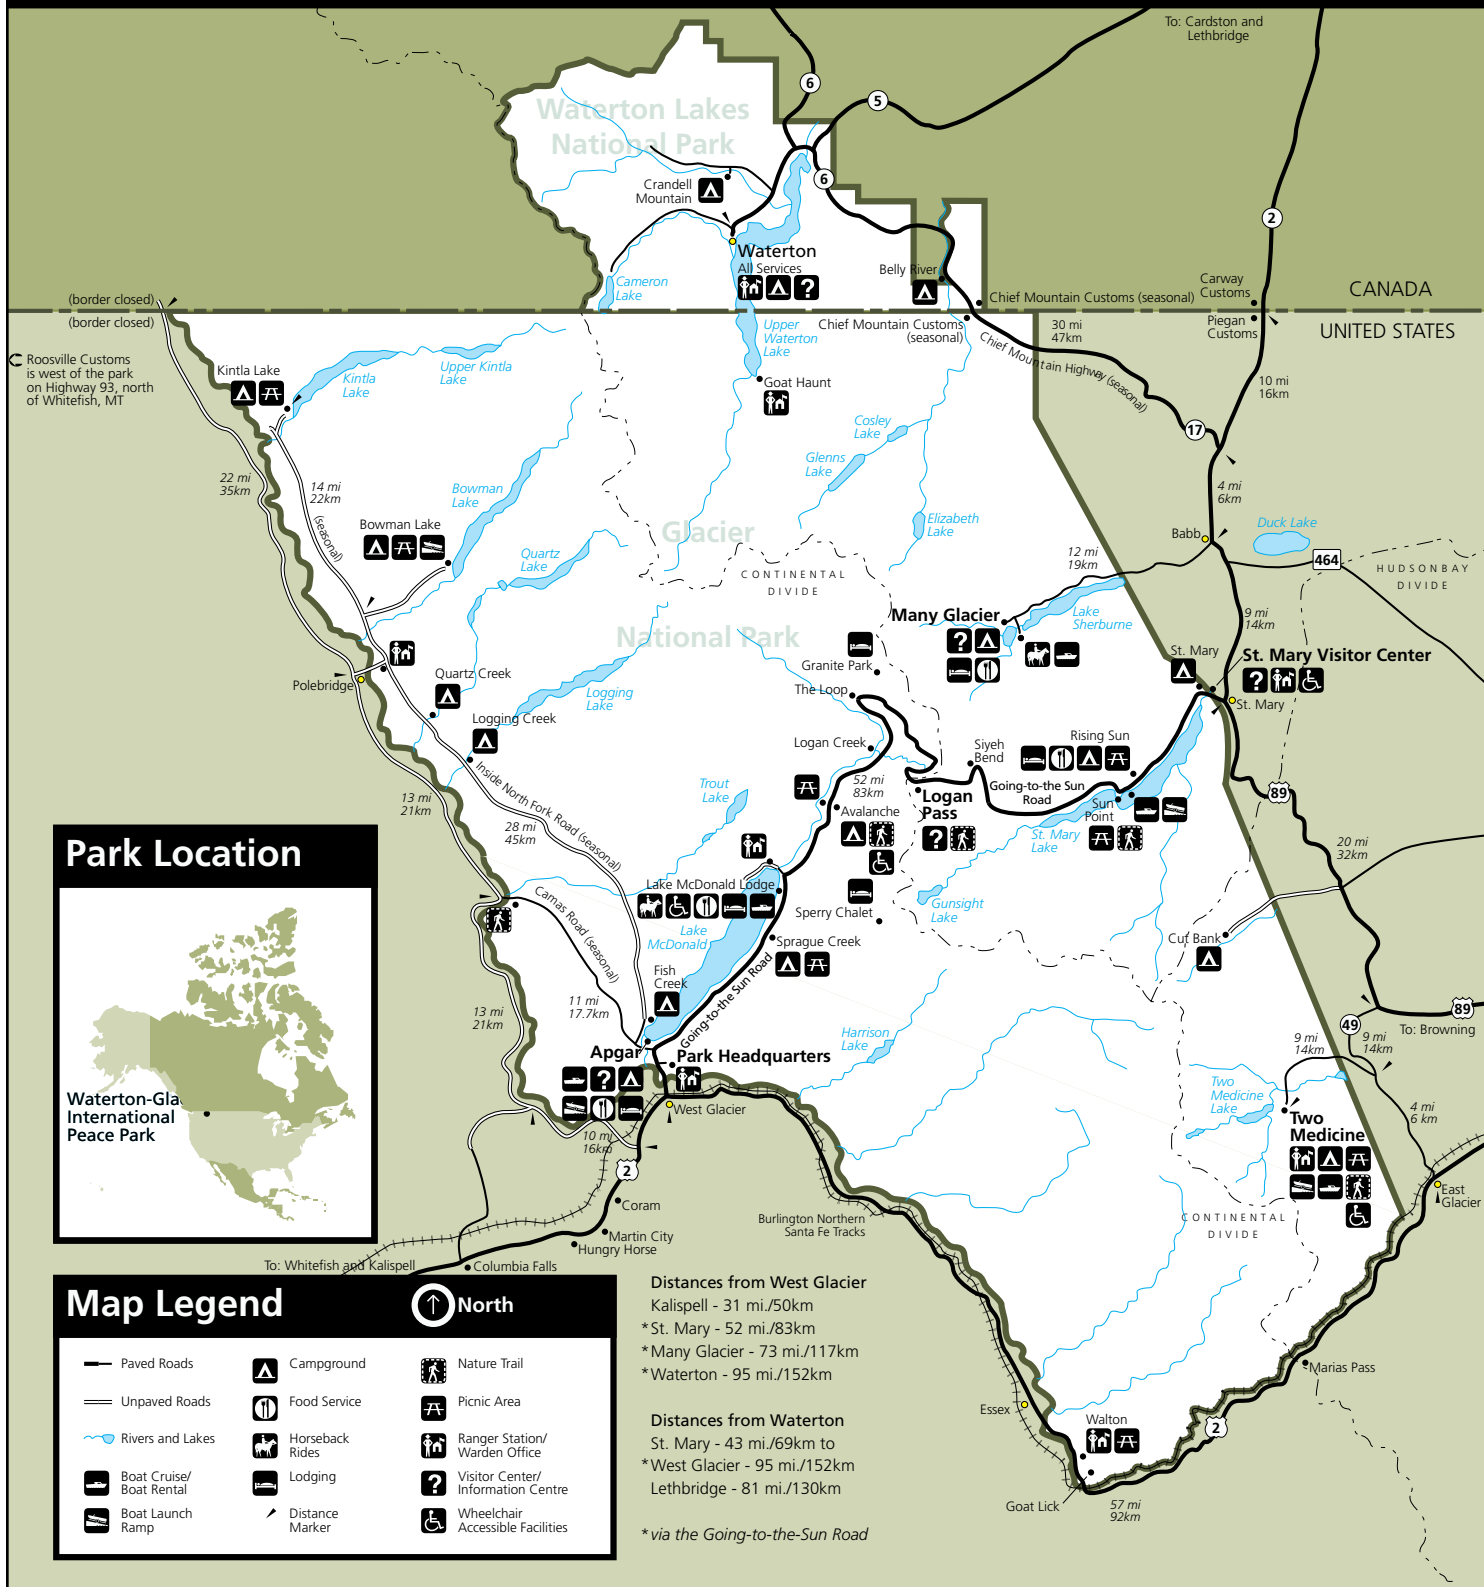 To: Cardston and
Lethbridge
6
5
Waterton Lakes
National Park
Crandell
Mountain
6
2
Waterton
All Services
Belly River
Cameron
Lake
Carway
Customs
CANADA
(border closed)
Chief Mountain Customs (seasonal)
(border closed)
Upper
Waterton
Lake
Chief Mountain Customs
(seasonal)
30 mi
47km
Piegan
Customs
UNITED STATES
Roosville Customs
is west of the park
on Highway 93, north
of Whitefish, MT
Kintla Lake
Kintla
Lake
Upper Kintla
Lake
Goat Haunt
Chief Mountain Highway (seasonal)
10 mi
16km
Cosley
Lake
17
Glenns
Lake
22 mi
35km
14 mi
22km
(seasonal)
Bowman
Lake
4 mi
6km
Bowman Lake
Elizabeth
Lake
Duck Lake
Babb
Glacier
Quartz
Lake
12 mi
19km
464
HUDSONBAY
DIVIDE
CONTINENTAL
DIVIDE
Many Glacier
Lake
Sherburne
9 mi
14km
National Park
St. Mary
St. Mary Visitor Center
Granite Park
Polebridge
Quartz Creek
The Loop
St. Mary
Logging
Lake
Logging Creek
Logan Creek
Siyeh
Bend
Rising Sun
Inside North Fork Road (seasonal)
Trout
Lake
52 mi
83km
Going-to-the Sun
Road
89
13 mi
21km
Avalanche
Logan
Pass
Sun
Point
28 mi
45km
St. Mary
Lake
20 mi
32km
Lake McDonald Lodge
Camas Road (seasonal)
Sperry Chalet
Gunsight
Lake
Lake
McDonald
Sprague Creek
Cut Bank
Fish
Creek
Going-to-the Sun Road
11 mi
17.7km
13 mi
21km
Harrison
Lake
49
89
To: Browning
Apgar
Park Headquarters
9 mi
14km
9 mi
14km
Two
Medicine
Lake
West Glacier
Two
Medicine
4 mi
6 km
10 mi
16km
2
East
Glacier
Coram
Burlington Northern
Santa Fe Tracks
CONTINENTAL
DIVIDE
Martin City
Hungry Horse
To: Whitefish and Kalispell
Columbia Falls
Marias Pass
Essex
Walton
2
Goat Lick
57 mi
92km
Park Location
Waterton-Gla
International
Peace Park
Map Legend
North
Paved Roads
Unpaved Roads
Rivers and Lakes
Boat Cruise/
Boat Rental
Boat Launch
Ramp
Campground
Food Service
Horseback
Rides
Lodging
Distance
Marker
Nature Trail
Picnic Area
Ranger Station/
Warden Office
Visitor Center/
Information Centre
Wheelchair
Accessible Facilities
Distances from West Glacier
Kalispell - 31 mi./50km
*St. Mary - 52 mi./83km
*Many Glacier - 73 mi./117km
*Waterton - 95 mi./152km
Distances from Waterton
St. Mary - 43 mi./69km to
*West Glacier - 95 mi./152km
Lethbridge - 81 mi./130km
*via the Going-to-the-Sun Road